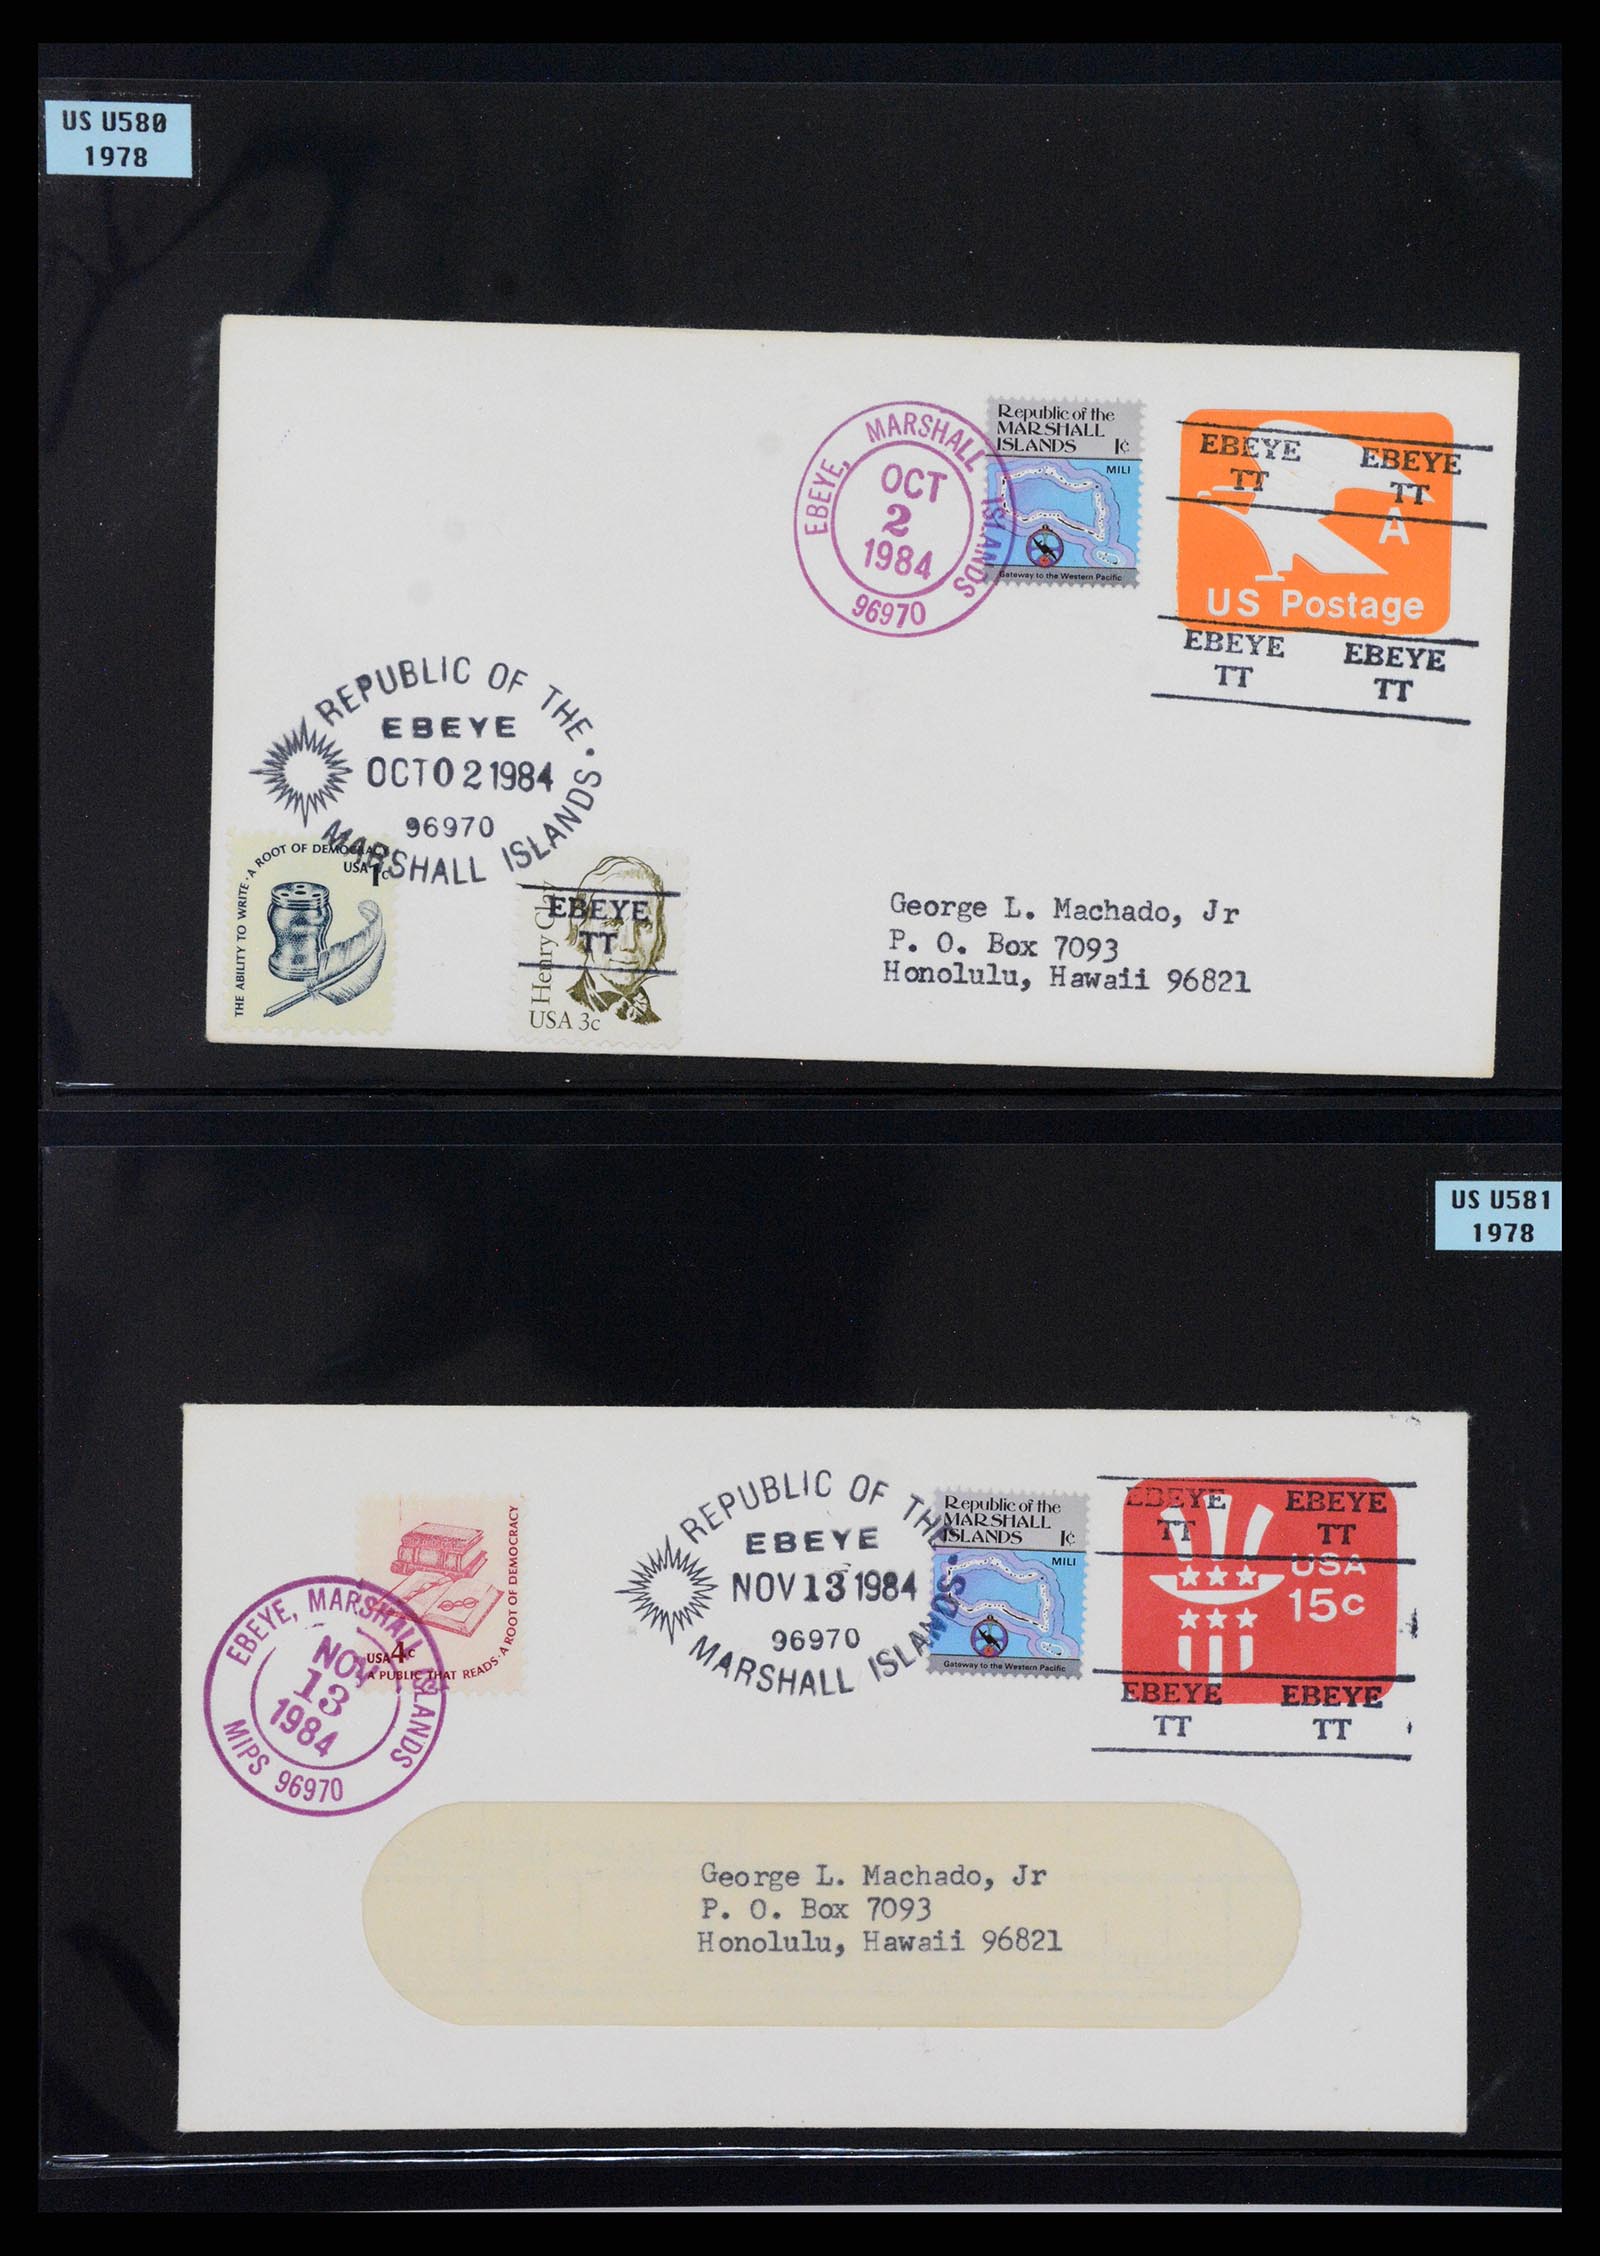 US U580
1978
EBEYE, MARSHALL ISLANDS
OCT
2
1984
96970
Republic of the
MARSHALL
ISLANDS 1¢
MILI
Gateway to the Western Pacific
EBEYE EBEYE
TT TT
A
US Postage
EBEYE EBEYE
TT TT
REPUBLIC OF THE
EBEYE
OCT 02 1984
96970
MARSHALL ISLANDS
THE ABILITY TO WRITE · A ROOT OF DEMOCRACY
USA 1c
EBEYE
TT
Henry Clay
USA 3c
George L. Machado, Jr
P. O. Box 7093
Honolulu, Hawaii 96821
US U581
1978
A PUBLIC THAT READS · A ROOT OF DEMOCRACY
USA 4c
EBEYE, MARSHALL ISLANDS
NOV
13
1984
MIPS 96970
REPUBLIC OF THE
EBEYE
NOV 13 1984
96970
MARSHALL ISLANDS
Republic of the
MARSHALL
ISLANDS 1¢
MILI
Gateway to the Western Pacific
EBEYE EBEYE
TT TT
USA
15c
EBEYE EBEYE
TT TT
George L. Machado, Jr
P. O. Box 7093
Honolulu, Hawaii 96821